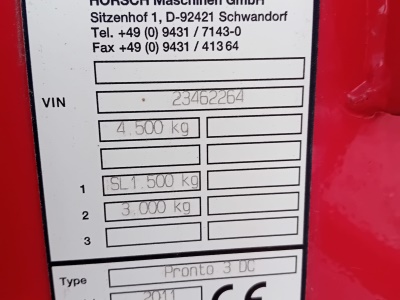 HORSCH Maschinen GmbH
Sitzenhof 1, D-92421 Schwandorf
Tel. +49 (0) 9431 / 7143-0
Fax +49 (0) 9431 / 41364
VIN 23462264
4.500 kg
1 SL1.500 kg
2 3.000 kg
3
Type Pronto 3 DC
2011 CE